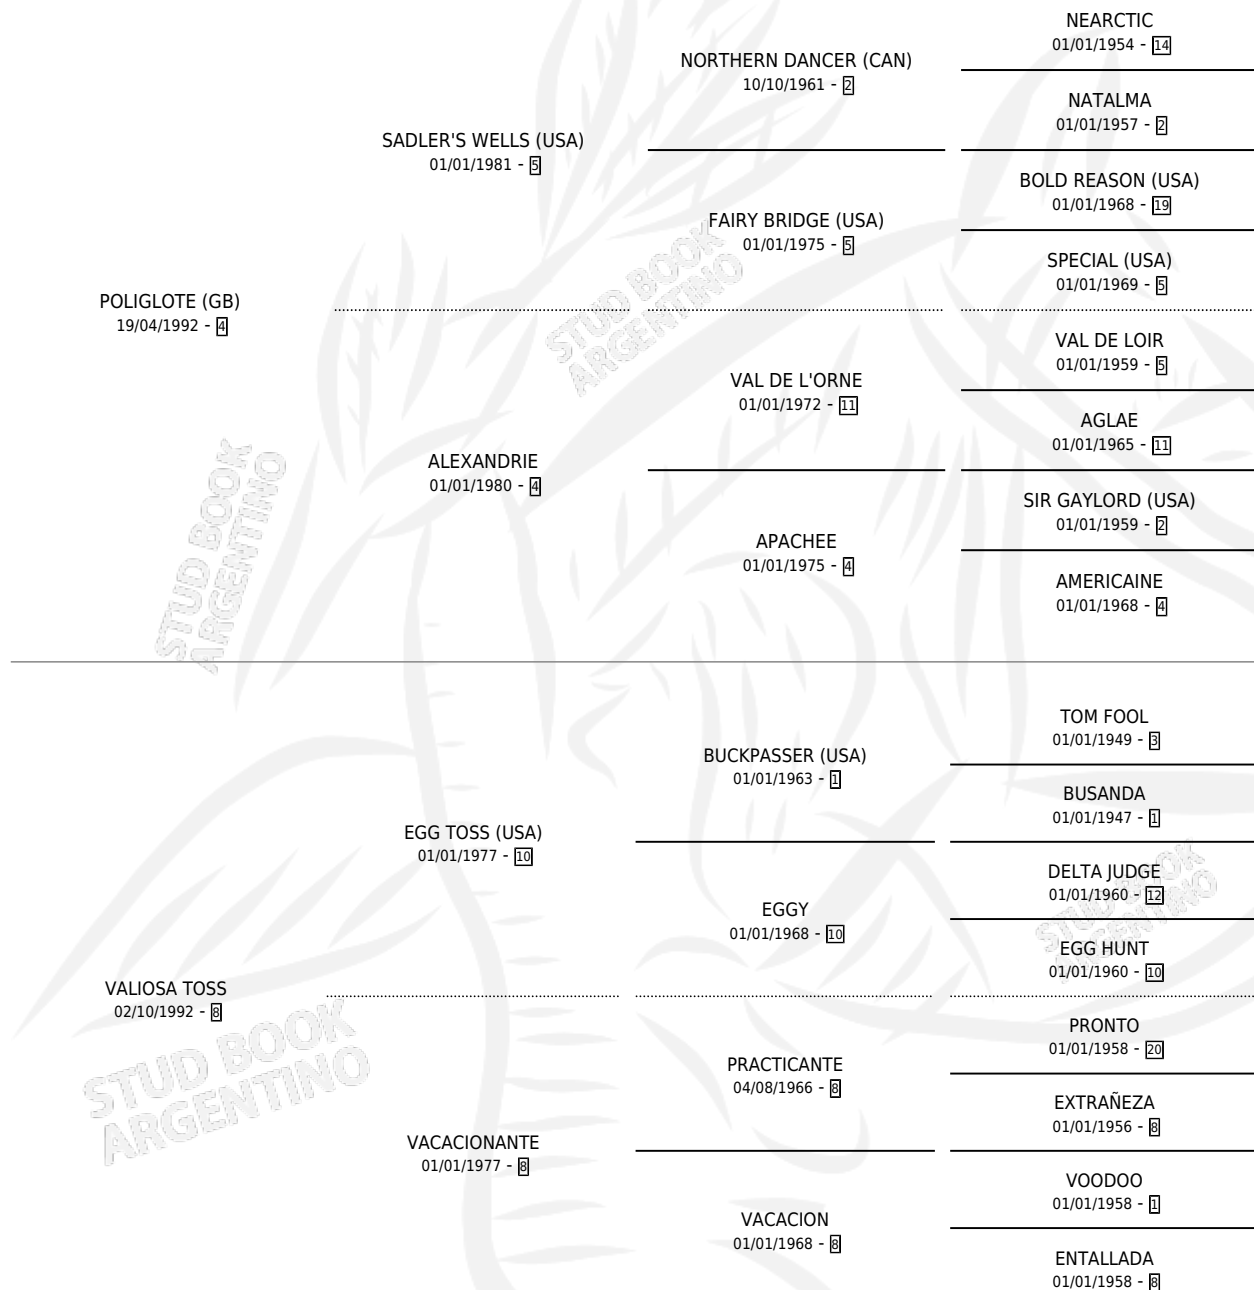 NEARCTIC
01/01/1954 - 14
NORTHERN DANCER (CAN)
10/10/1961 - 2
NATALMA
01/01/1957 - 2
SADLER'S WELLS (USA)
01/01/1981 - 5
BOLD REASON (USA)
01/01/1968 - 19
FAIRY BRIDGE (USA)
01/01/1975 - 5
SPECIAL (USA)
01/01/1969 - 5
STUD BOOK
ARGENTINO
POLIGLOTE (GB)
19/04/1992 - 4
VAL DE LOIR
01/01/1959 - 5
VAL DE L'ORNE
01/01/1972 - 11
AGLAE
01/01/1965 - 11
ALEXANDRIE
01/01/1980 - 4
SIR GAYLORD (USA)
01/01/1959 - 2
APACHEE
01/01/1975 - 4
AMERICAINE
01/01/1968 - 4
STUD BOOK
ARGENTINO
TOM FOOL
01/01/1949 - 3
BUCKPASSER (USA)
01/01/1963 - 1
BUSANDA
01/01/1947 - 1
EGG TOSS (USA)
01/01/1977 - 10
DELTA JUDGE
01/01/1960 - 12
EGGY
01/01/1968 - 10
EGG HUNT
01/01/1960 - 10
STUD BOOK
ARGENTINO
VALIOSA TOSS
02/10/1992 - 8
PRONTO
01/01/1958 - 20
PRACTICANTE
04/08/1966 - 8
EXTRAÑEZA
01/01/1956 - 8
STUD BOOK
ARGENTINO
VACACIONANTE
01/01/1977 - 8
VOODOO
01/01/1958 - 1
VACACION
01/01/1968 - 8
ENTALLADA
01/01/1958 - 8